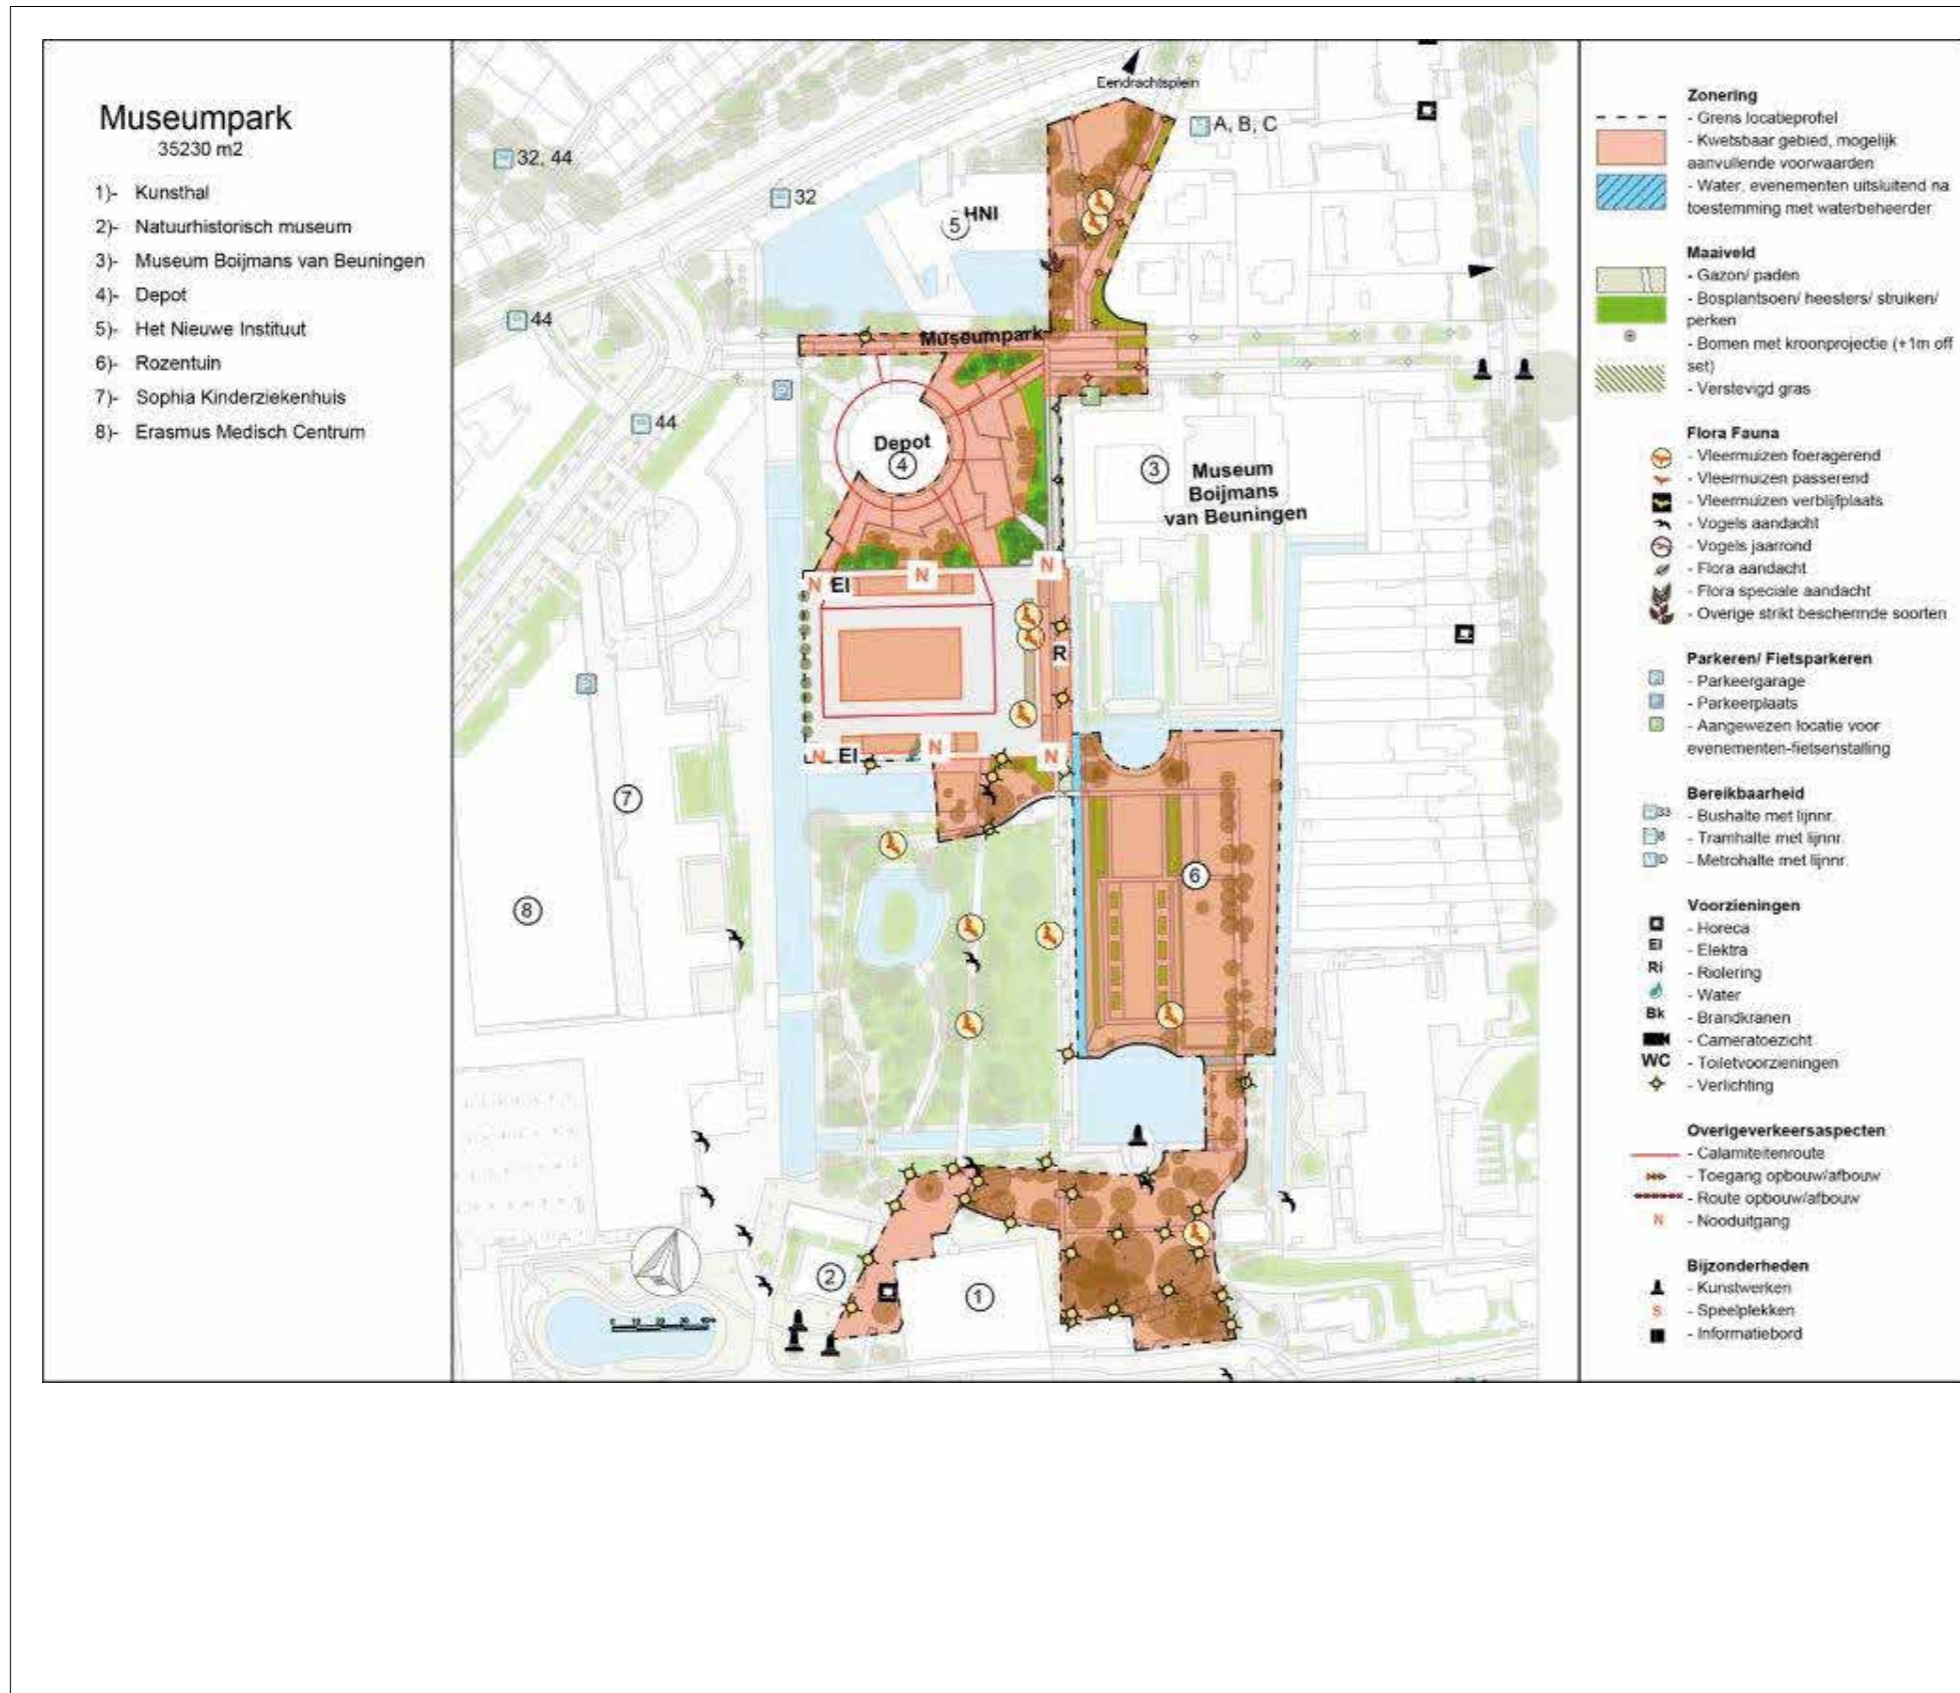 Museumpark
35230 m2
1)- Kunsthal
2)- Natuurhistorisch museum
3)- Museum Boijmans van Beuningen
4)- Depot
5)- Het Nieuwe Instituut
6)- Rozentuin
7)- Sophia Kinderziekenhuis
8)- Erasmus Medisch Centrum
Eendrachtsplein
A, B, C
32, 44
32
HNI
5
44
Museumpark
44
Depot
4
3
Museum
Boijmans
van Beuningen
N
EI
N
N
R
N
EI
N
N
7
6
8
2
1
Zonering
- Grens locatieprofiel
- Kwetsbaar gebied, mogelijk
aanvullende voorwaarden
- Water, evenementen uitsluitend na
toestemming met waterbeheerder
Maaiveld
- Gazon/ paden
- Bosplantsoen/ heesters/ struiken/
perken
- Bomen met kroonprojectie (+1m off
set)
- Verstevigd gras
Flora Fauna
- Vleermuizen foeragerend
- Vleermuizen passerend
- Vleermuizen verblijfplaats
- Vogels aandacht
- Vogels jaarrond
- Flora aandacht
- Flora speciale aandacht
- Overige strikt beschermde soorten
Parkeren/ Fietsparkeren
- Parkeergarage
- Parkeerplaats
- Aangewezen locatie voor
evenementen-fietsenstalling
Bereikbaarheid
33 - Bushalte met lijnnr.
8 - Tramhalte met lijnnr.
D - Metrohalte met lijnnr.
Voorzieningen
- Horeca
EI - Elektra
Ri - Riolering
- Water
Bk - Brandkranen
- Cameratoezicht
WC - Toiletvoorzieningen
- Verlichting
Overigeverkeersaspecten
- Calamiteitenroute
- Toegang opbouw/afbouw
- Route opbouw/afbouw
N - Nooduitgang
Bijzonderheden
- Kunstwerken
S - Speelplekken
- Informatiebord